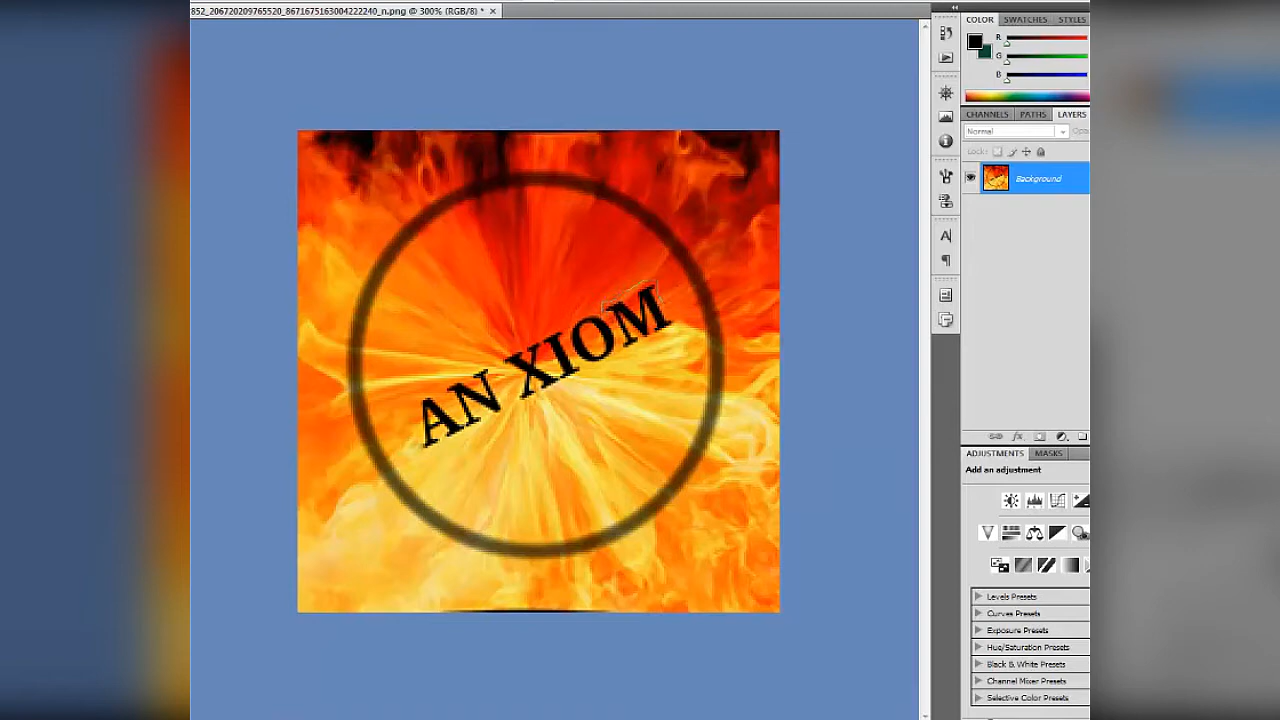 852_206720209765520_8671675163004222240_n.png @ 300% (RGB/8) * ×
COLOR SWATCHES STYLES
R
G
B
CHANNELS PATHS LAYERS
Normal
Lock:
Background
AN XIOM
ADJUSTMENTS MASKS
Add an adjustment
Levels Presets
Curves Presets
Exposure Presets
Hue/Saturation Presets
Black & White Presets
Channel Mixer Presets
Selective Color Presets